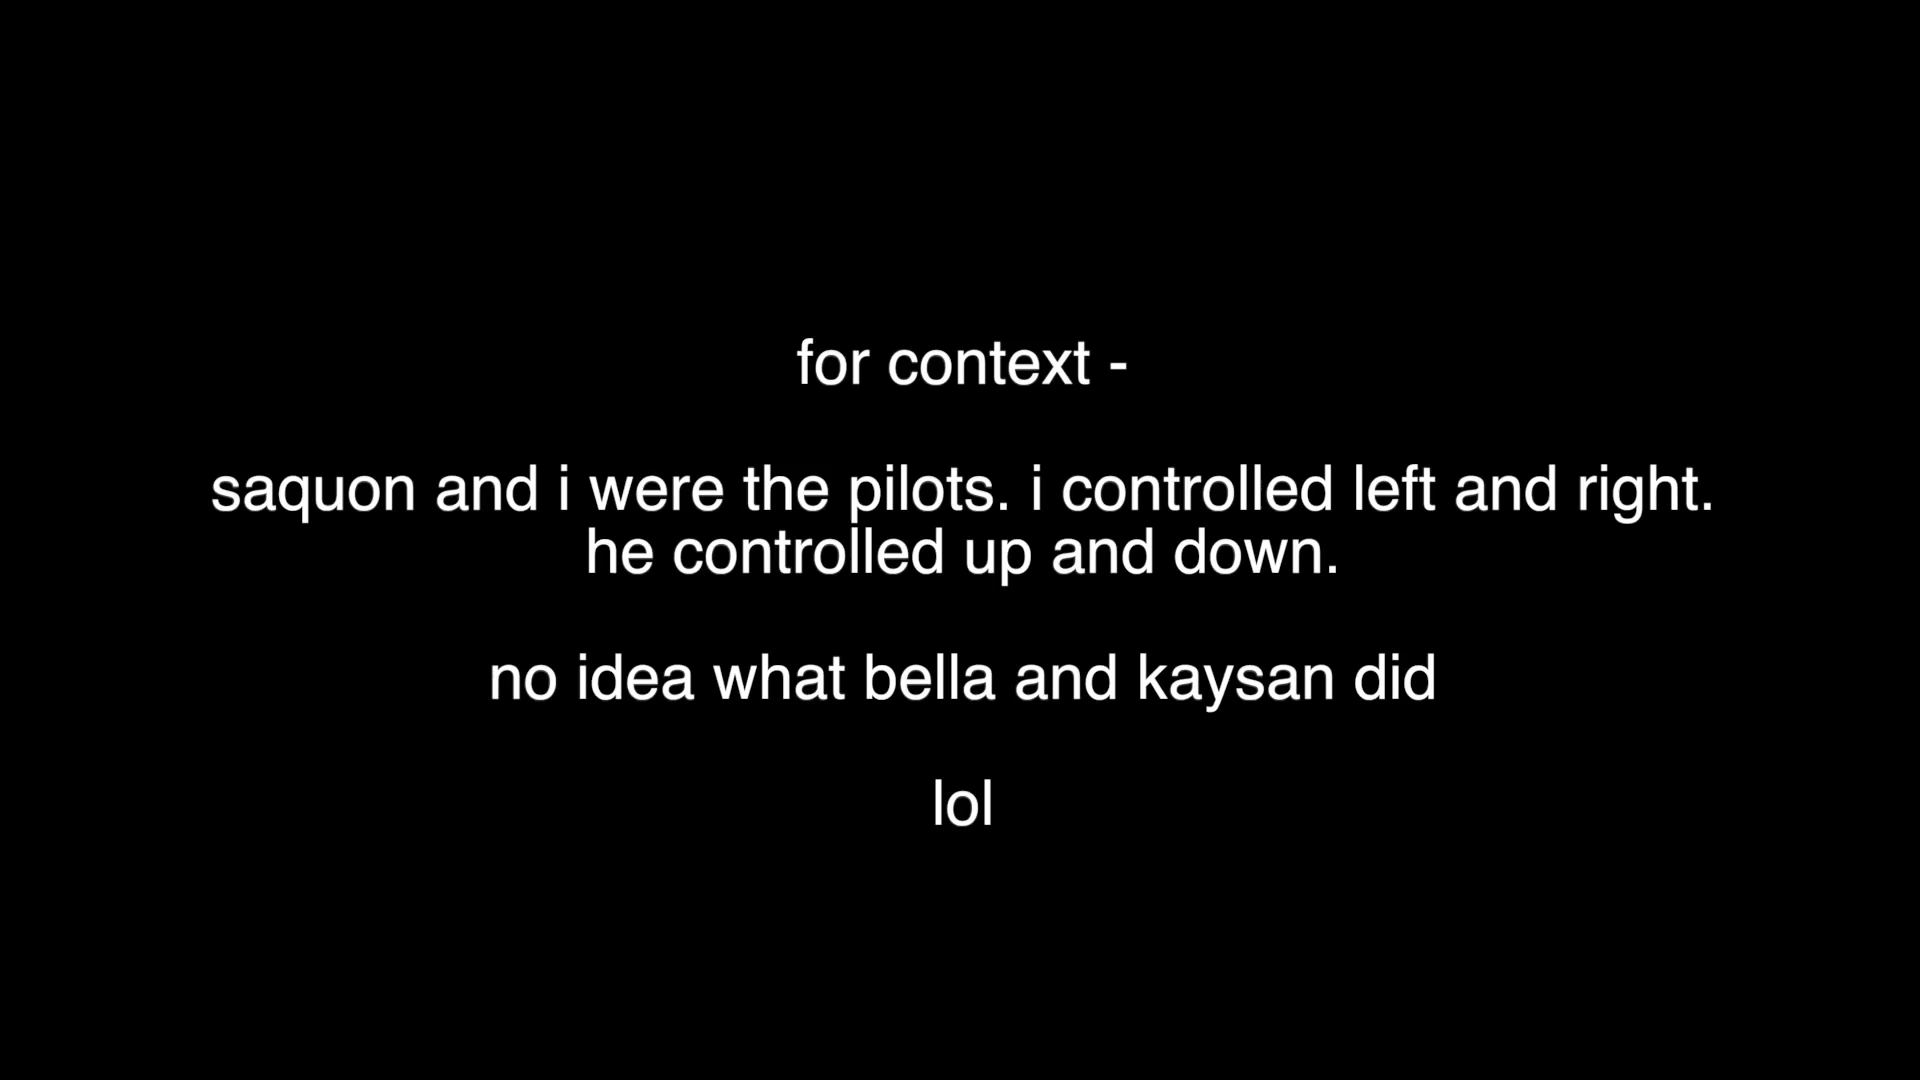 for context -
saquon and i were the pilots. i controlled left and right.
he controlled up and down.
no idea what bella and kaysan did
lol